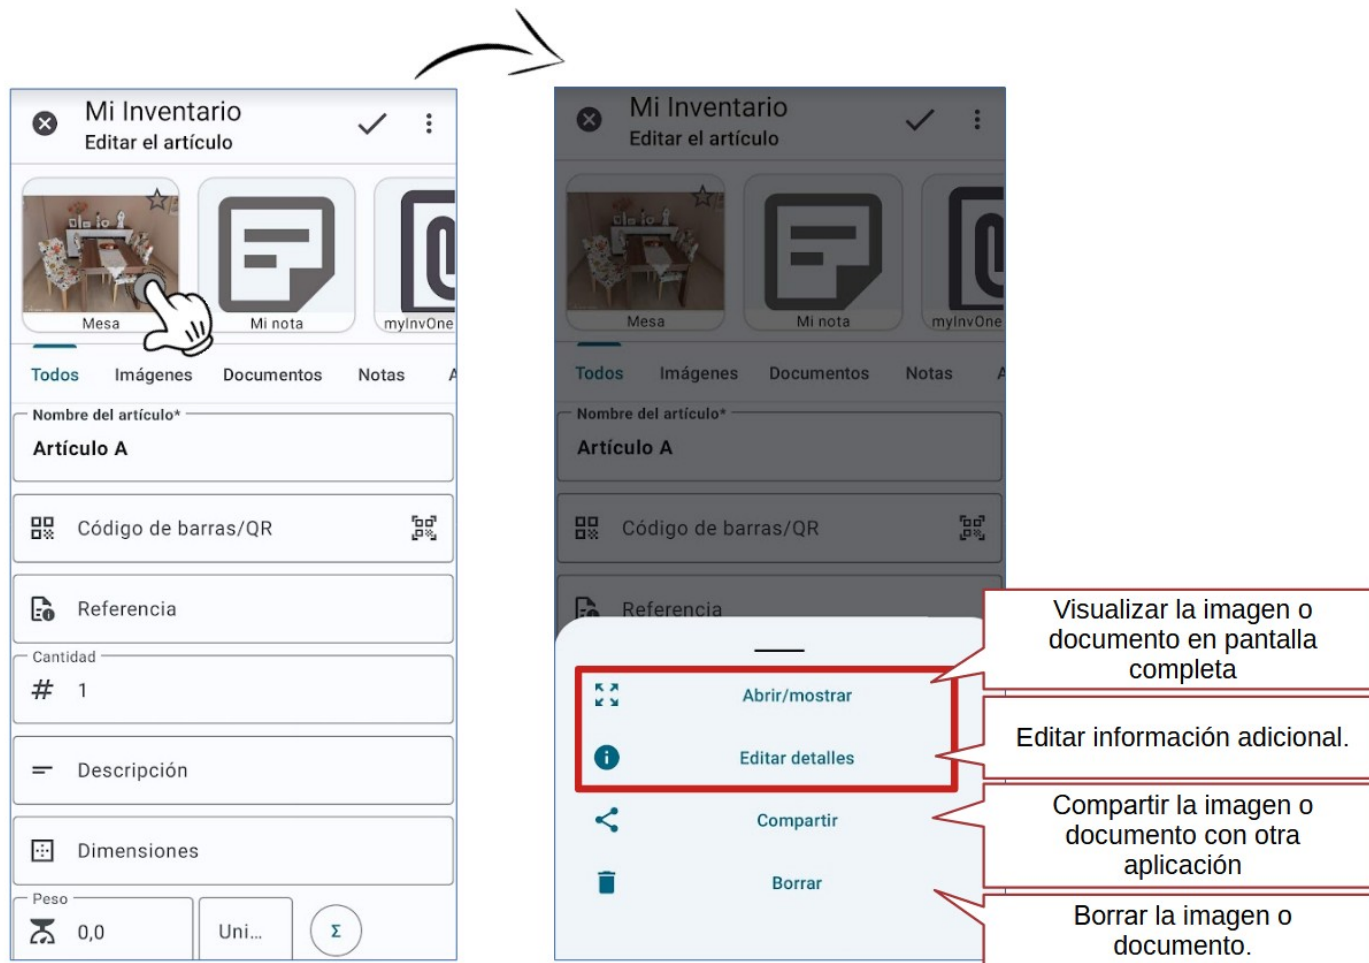 Mi Inventario
Editar el artículo
Mesa
Mi nota
myInvOne
Todos Imágenes Documentos Notas A
Nombre del artículo*
Artículo A
Código de barras/QR
Referencia
Cantidad
# 1
Descripción
Dimensiones
Peso
0,0
Uni...
Σ
Mi Inventario
Editar el artículo
Mesa
Mi nota
myInvOne
Todos Imágenes Documentos Notas A
Nombre del artículo*
Artículo A
Código de barras/QR
Referencia
Abrir/mostrar
Editar detalles
Compartir
Borrar
Visualizar la imagen o
documento en pantalla
completa
Editar información adicional.
Compartir la imagen o
documento con otra
aplicación
Borrar la imagen o
documento.